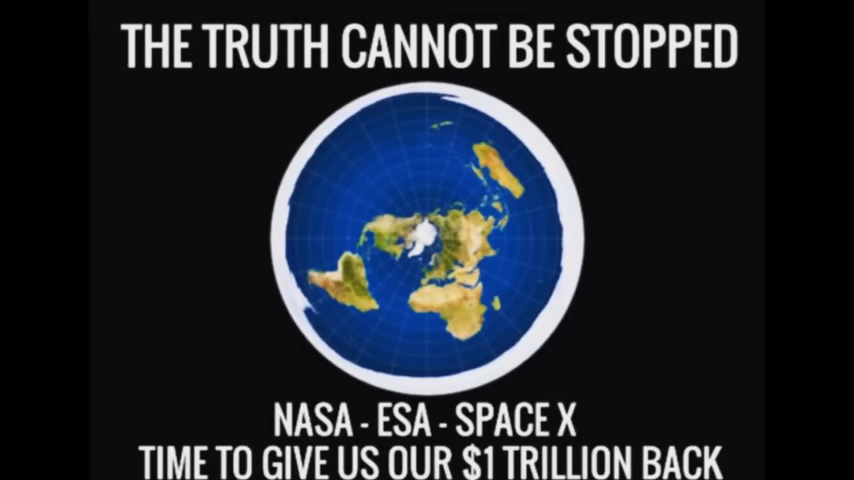 THE TRUTH CANNOT BE STOPPED
NASA - ESA - SPACE X
TIME TO GIVE US OUR $1 TRILLION BACK